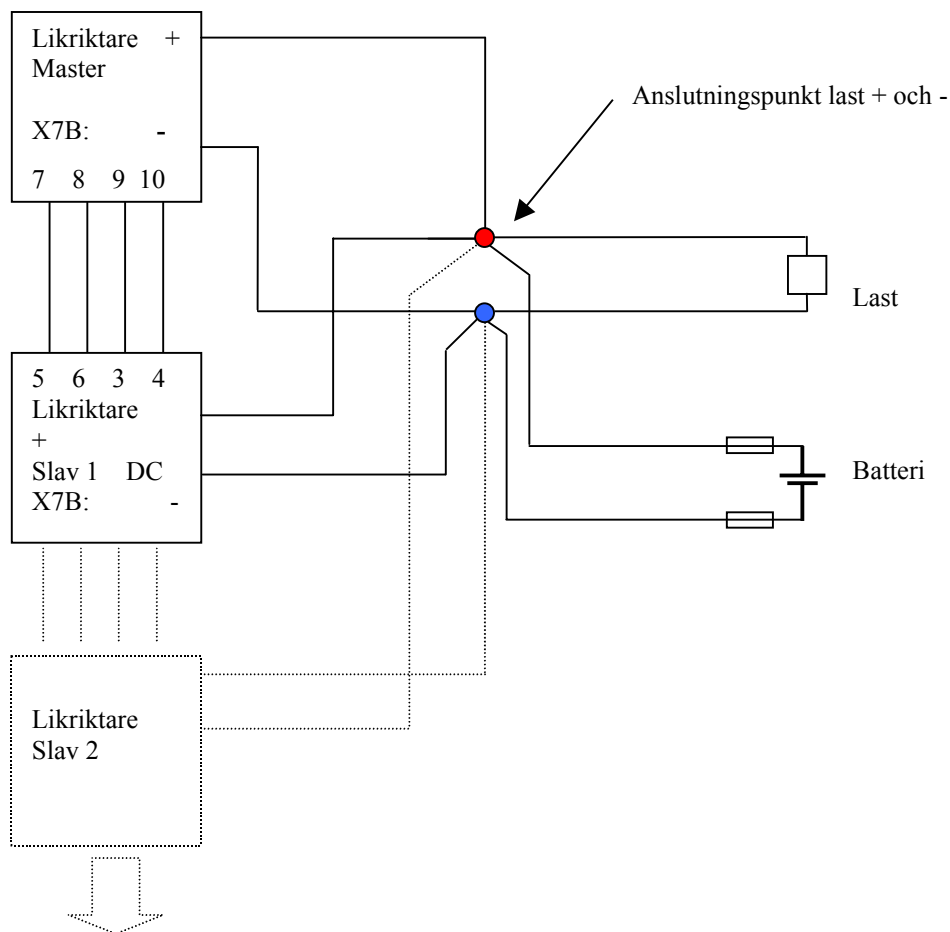 Likriktare +
Master
X7B: -
7 8 9 10
Anslutningspunkt last + och -
Last
5 6 3 4
Likriktare
+
Slav 1 DC
X7B: -
Batteri
Likriktare
Slav 2